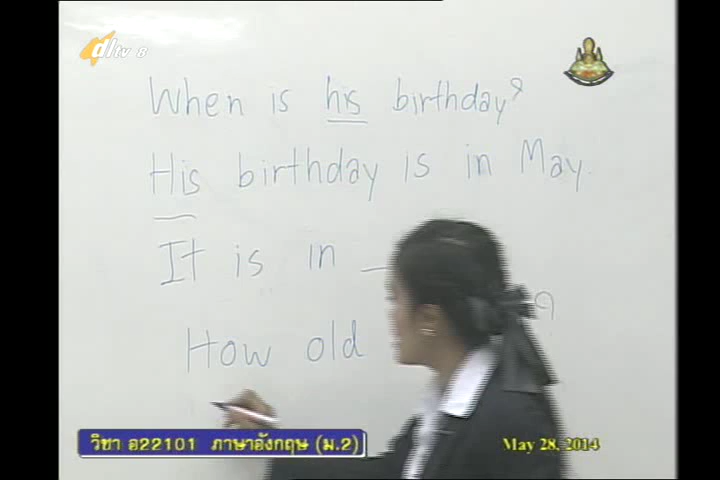 dltv 8
When is his birthday?
His birthday is in May.
It is in _
How old ?
วิชา อ22101 ภาษาอังกฤษ (ม.2)
May 28, 2014